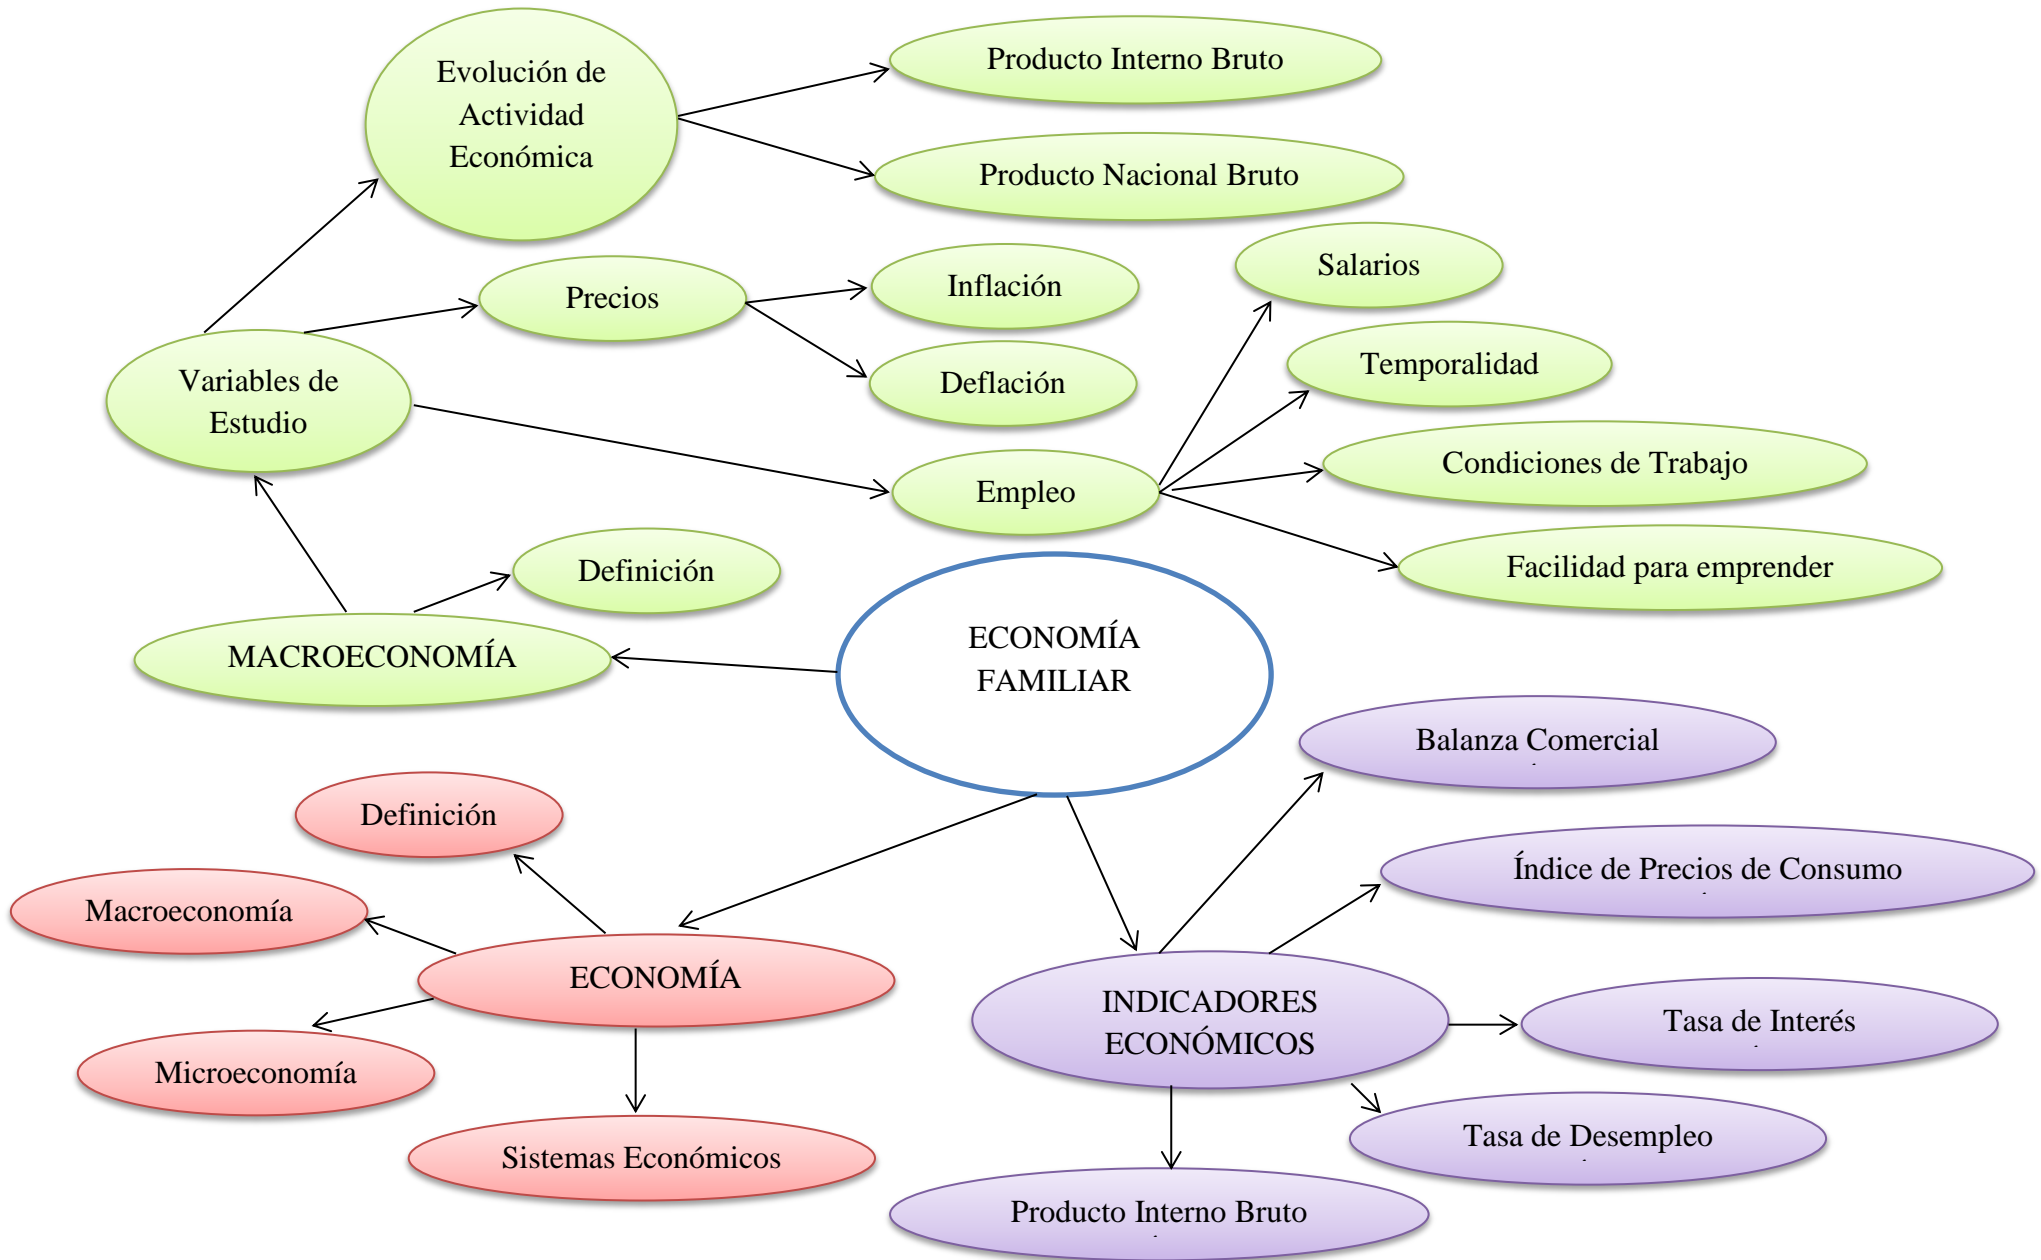 Evolución de
Actividad
Económica
Producto Interno Bruto
Producto Nacional Bruto
Salarios
Precios
Inflación
Temporalidad
Variables de
Estudio
Deflación
Condiciones de Trabajo
Empleo
Definición
Facilidad para emprender
MACROECONOMÍA
ECONOMÍA
FAMILIAR
Balanza Comercial
Definición
Índice de Precios de Consumo
Macroeconomía
ECONOMÍA
INDICADORES
ECONÓMICOS
Tasa de Interés
Microeconomía
Tasa de Desempleo
Sistemas Económicos
Producto Interno Bruto